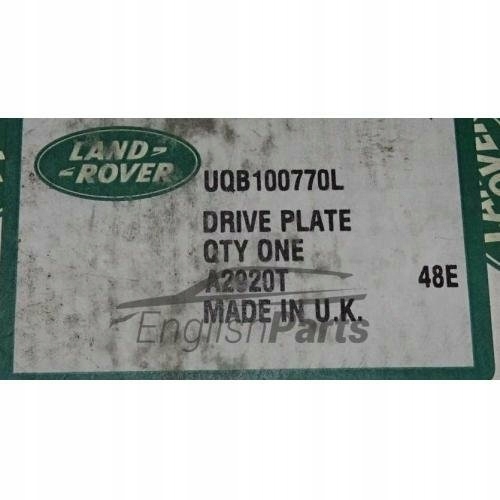 LAND-
-ROVER
UQB100770L
DRIVE PLATE
QTY ONE
A2920T
48E
MADE IN U.K.
EnglishParts